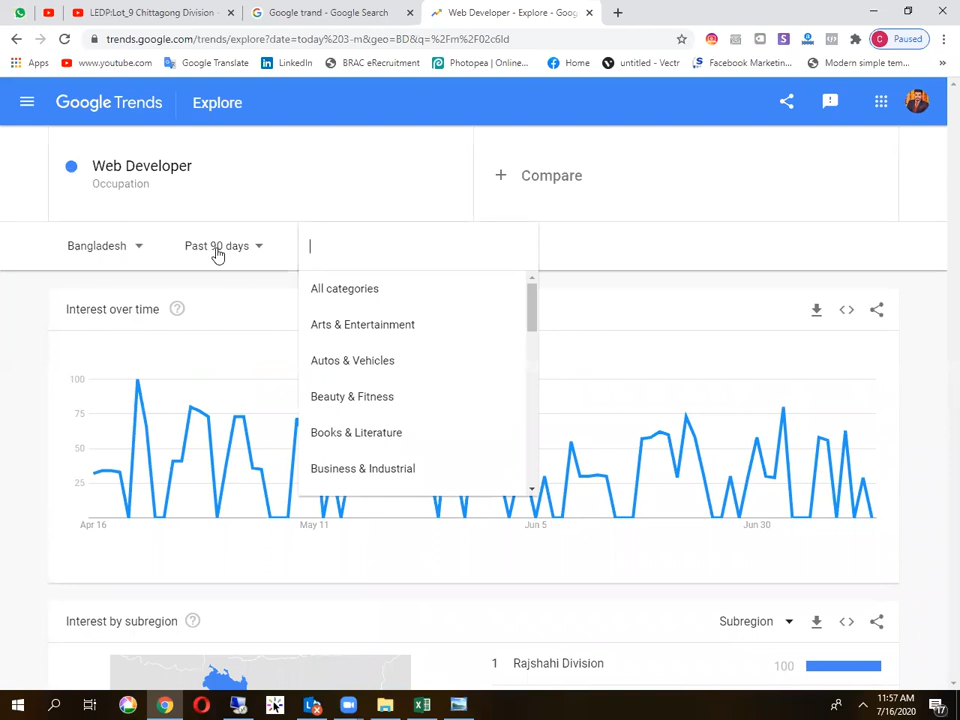 LEDP:Lot_9 Chittagong Division -
Google trand - Google Search
Web Developer - Explore - Goog
trends.google.com/trends/explore?date=today%203-m&geo=BD&q=%2Fm%2F02c6ld
C Paused
Apps
www.youtube.com
Google Translate
LinkedIn
BRAC eRecruitment
Photopea | Online...
Home
untitled - Vectr
Facebook Marketing...
Modern simple tem...
Google Trends
Explore
Web Developer
Occupation
+ Compare
Bangladesh
Past 90 days
All categories
Arts & Entertainment
Autos & Vehicles
Beauty & Fitness
Books & Literature
Business & Industrial
Interest over time
100
75
50
25
Apr 16
May 11
Jun 5
Jun 30
Interest by subregion
Subregion
1 Rajshahi Division 100
11:57 AM
7/16/2020
17